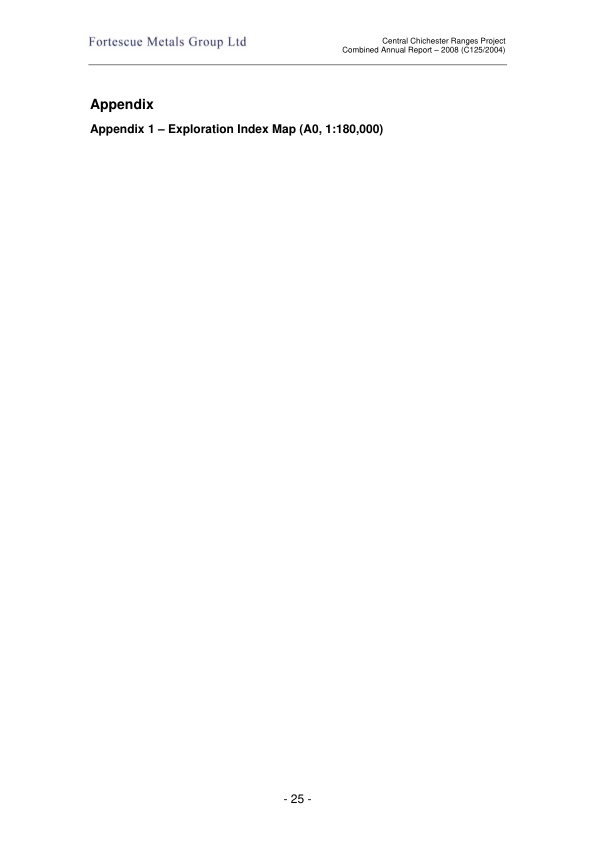 Fortescue Metals Group Ltd
Central Chichester Ranges Project
Combined Annual Report – 2008 (C125/2004)
Appendix
Appendix 1 – Exploration Index Map (A0, 1:180,000)
- 25 -